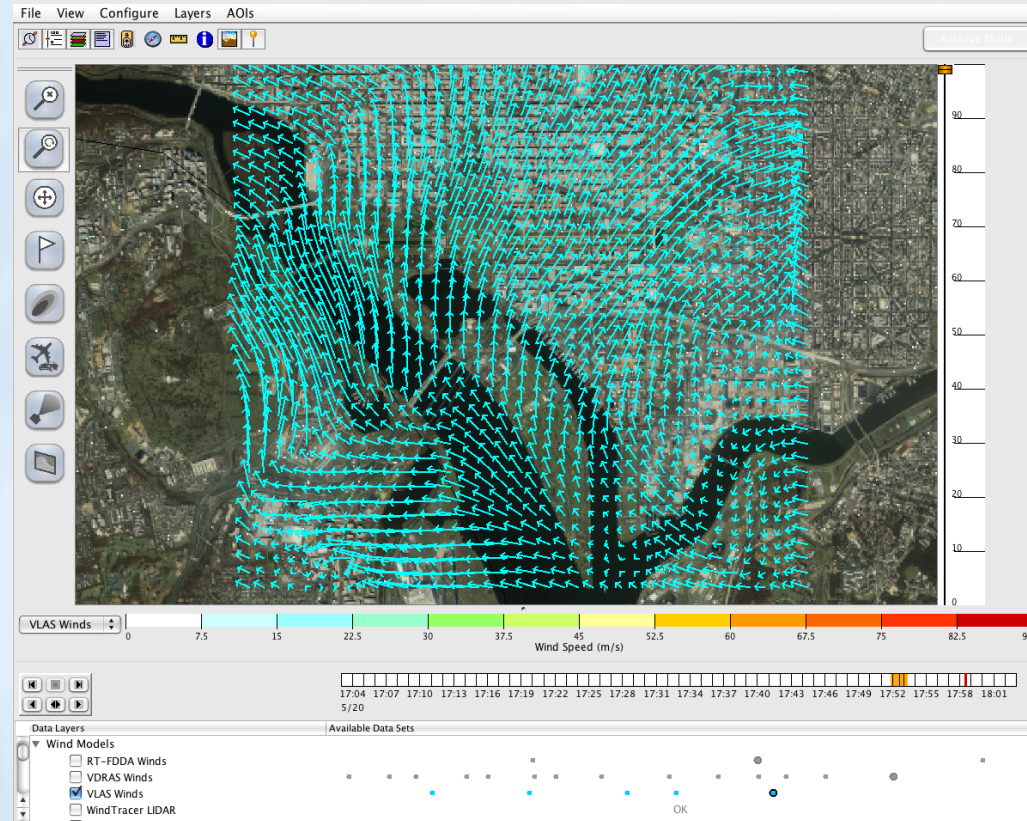 File View Configure Layers AOIs
Archive Mode
90
80
70
60
50
40
30
20
10
0
VLAS Winds
0 7.5 15 22.5 30 37.5 45 52.5 60 67.5 75 82.5 9
Wind Speed (m/s)
17:04 17:07 17:10 17:13 17:16 17:19 17:22 17:25 17:28 17:31 17:34 17:37 17:40 17:43 17:46 17:49 17:52 17:55 17:58 18:01
5/20
Data Layers Available Data Sets
Wind Models
RT-FDDA Winds
VDRAS Winds
VLAS Winds
WindTracer LIDAR OK